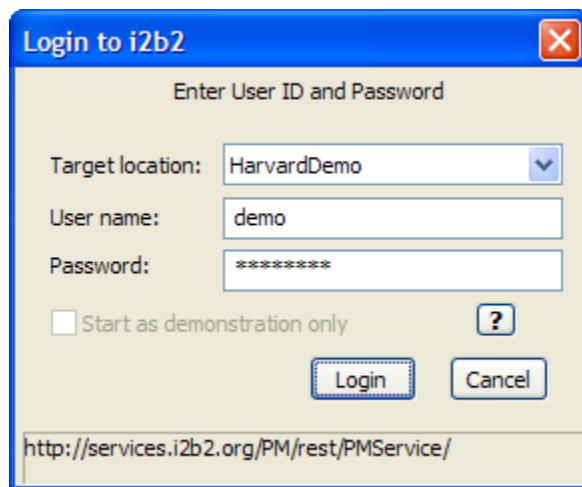 Login to i2b2
Enter User ID and Password
Target location: HarvardDemo
User name: demo
Password: ********
Start as demonstration only ?
Login Cancel
http://services.i2b2.org/PM/rest/PMService/